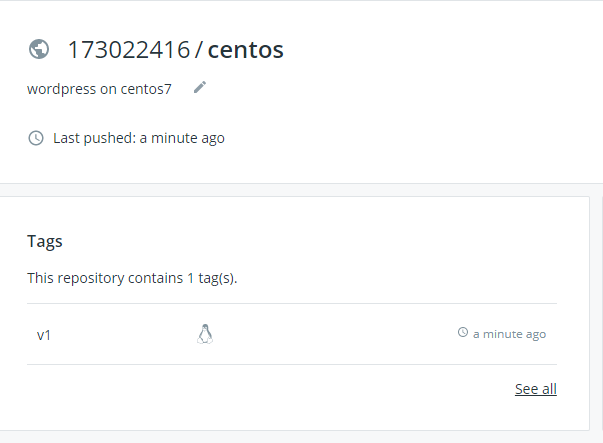 173022416 / centos
wordpress on centos7
Last pushed: a minute ago
Tags
This repository contains 1 tag(s).
v1 a minute ago
See all